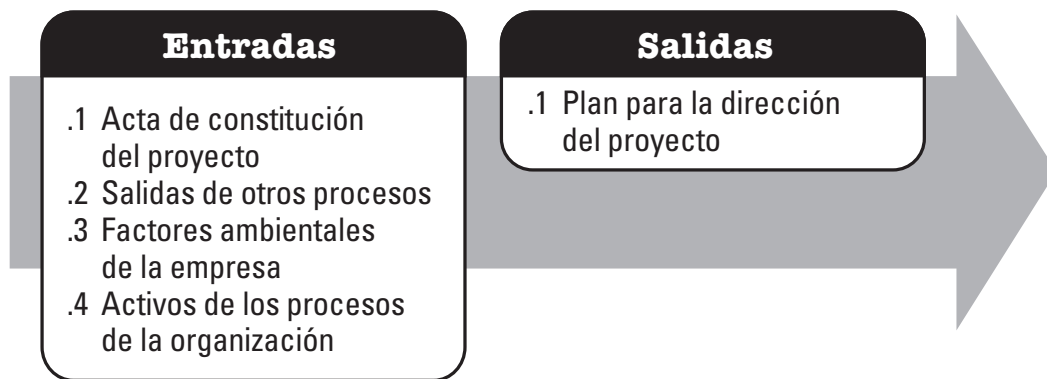 Entradas
.1 Acta de constitución
del proyecto
.2 Salidas de otros procesos
.3 Factores ambientales
de la empresa
.4 Activos de los procesos
de la organización
Salidas
.1 Plan para la dirección
del proyecto